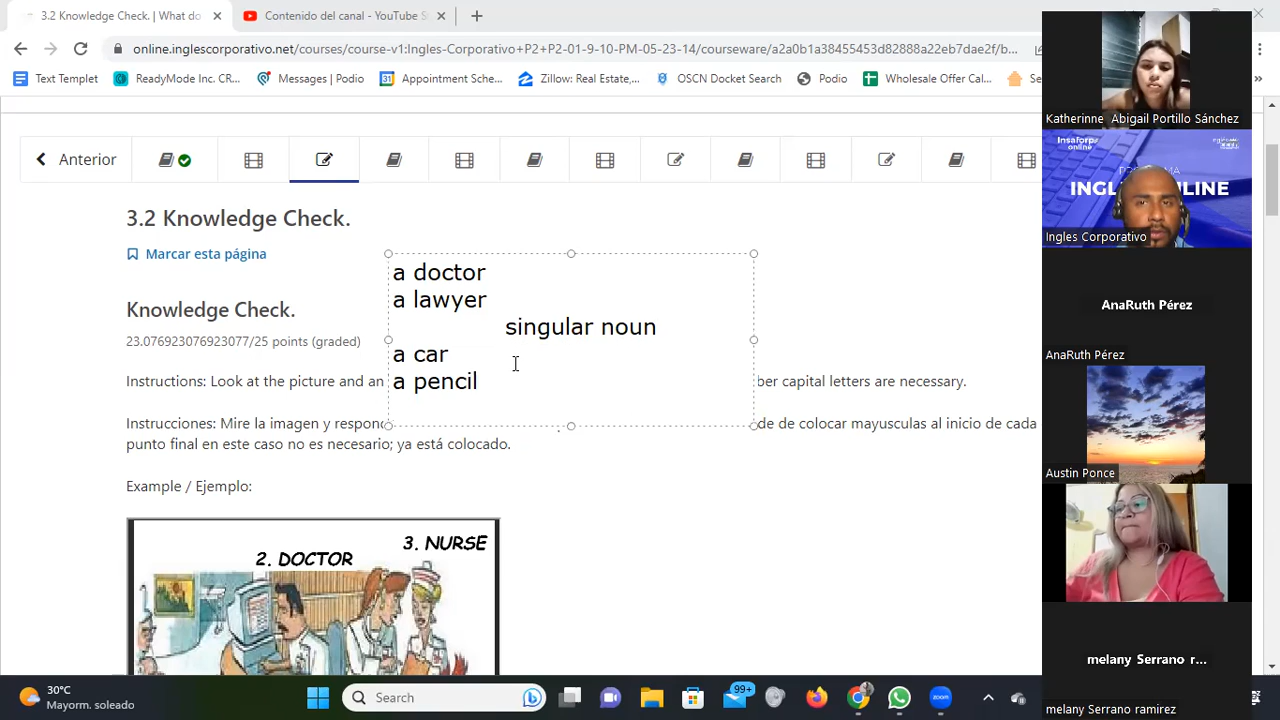 3.2 Knowledge Check. | What do
Contenido del canal - YouTube S
online.inglescorporativo.net/courses/course-v1:Ingles-Corporativo+P2+P2-01-9-10-PM-05-23-14/courseware/a2a0b1a38455453d82888a22eb7dae2f/b...
Text Templet
ReadyMode Inc. CR...
Messages | Podio
Appointment Sche...
Zillow: Real Estate,...
OSCN Docket Search
Podio
Wholesale Offer Cal...
Se
Anterior
3.2 Knowledge Check.
Marcar esta página
Knowledge Check.
23.076923076923077/25 points (graded)
a doctor
a lawyer
singular noun
a car
a pencil
Instructions: Look at the picture and an
ber capital letters are necessary.
Instrucciones: Mire la imagen y respond
de de colocar mayusculas al inicio de cada
punto final en este caso no es necesario; ya está colocado.
Example / Ejemplo:
2. DOCTOR
3. NURSE
Katherinne Abigail Portillo Sánchez
Insaforp
online
INGL
LINE
Ingles Corporativo
AnaRuth Pérez
AnaRuth Pérez
Austin Ponce
melany Serrano r...
melany Serrano ramirez
30°C
Mayorm. soleado
Search
99+
zoom